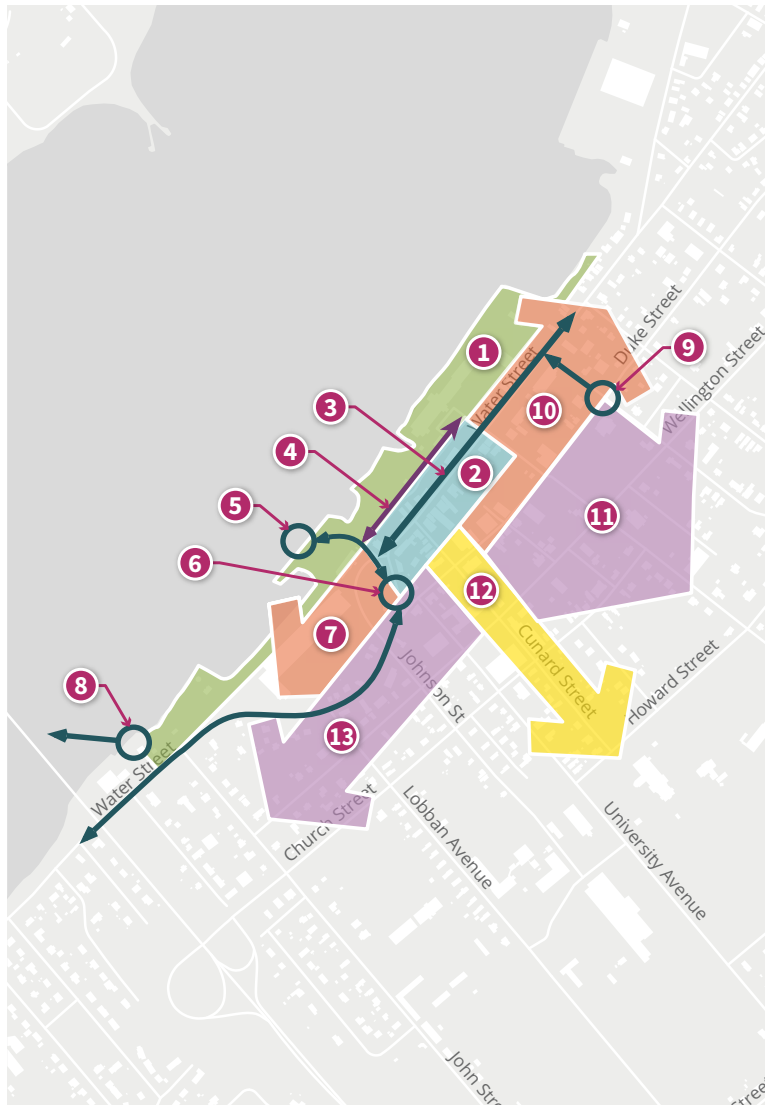 Duke Street
9
Wellington Street
1
Water Street
3
10
4
2
5
11
6
12
7
Cunard Street
Johnson St
Howard Street
8
13
Water Street
Church Street
Lobban Avenue
University Avenue
John Stre
Street